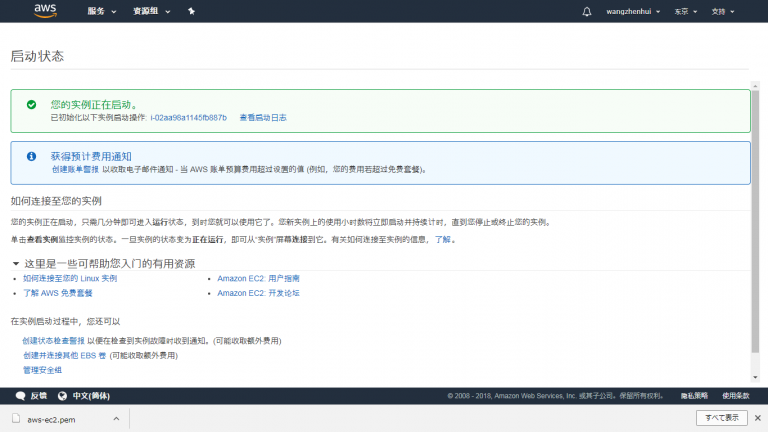 aws
服务 资源组 wangzhenhui 东京 支持
启动状态
您的实例正在启动。
已初始化以下实例启动操作: i-02aa98a1145fb887b 查看启动日志
获得预计费用通知
创建账单警报 以收取电子邮件通知 - 当 AWS 账单预算费用超过设置的值 (例如，您的费用若超过免费套餐)。
如何连接至您的实例
您的实例正在启动，只需几分钟即可进入运行状态，到时您就可以使用它了。您新实例上的使用小时数将立即启动并持续计时，直到您停止或终止您的实例。
单击查看实例监控实例的状态。一旦实例的状态变为正在运行，即可从“实例”屏幕连接到它。有关如何连接至实例的信息，了解 。
这里是一些可帮助您入门的有用资源
如何连接至您的 Linux 实例 Amazon EC2: 用户指南
了解 AWS 免费套餐 Amazon EC2: 开发论坛
在实例启动过程中，您还可以
创建状态检查警报 以便在检查到实例故障时收到通知。(可能收取额外费用)
创建并连接其他 EBS 卷 (可能收取额外费用)
管理安全组
反馈 中文(简体) © 2008 - 2018, Amazon Web Services, Inc. 或其子公司。保留所有权利。 隐私策略 使用条款
aws-ec2.pem すべて表示